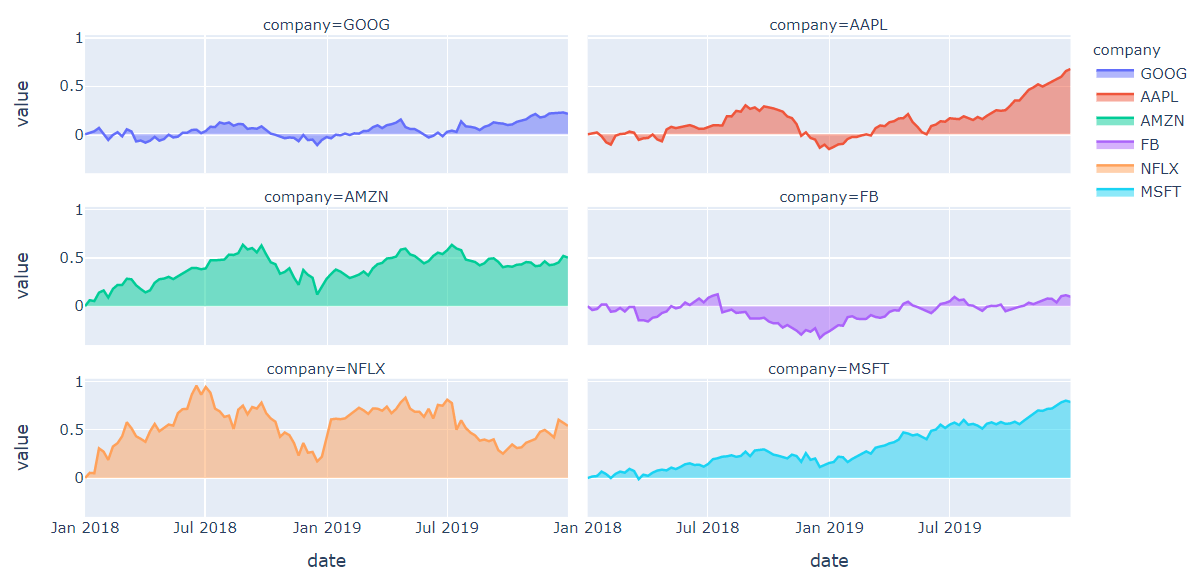 company=GOOG
company=AAPL
value
1
0.5
0
company
GOOG
AAPL
AMZN
FB
NFLX
MSFT
company=AMZN
company=FB
value
1
0.5
0
company=NFLX
company=MSFT
value
1
0.5
0
Jan 2018
Jul 2018
Jan 2019
Jul 2019
Jan 2018
Jul 2018
Jan 2019
Jul 2019
date
date